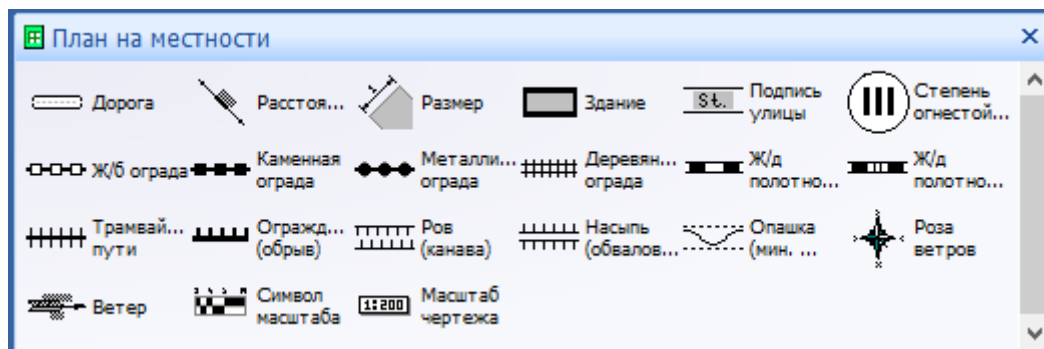 План на местности
Дорога
Расстоя...
Размер
Здание
St.
Подпись
улицы
Степень
огнестой...
Ж/б ограда
Каменная
ограда
Металли...
ограда
Деревян...
ограда
Ж/д
полотно...
Ж/д
полотно...
Трамвай...
пути
Огражд...
(обрыв)
Ров
(канава)
Насыпь
(обвалов...
Опашка
(мин. ...
Роза
ветров
Ветер
Символ
масштаба
1:200
Масштаб
чертежа